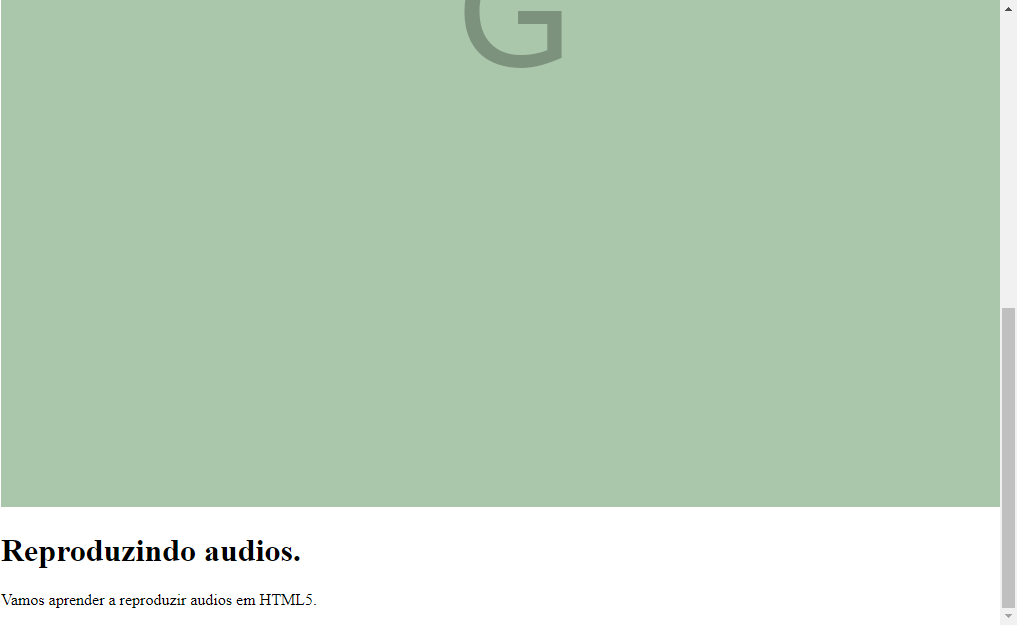 G
Reproduzindo audios.
Vamos aprender a reproduzir audios em HTML5.